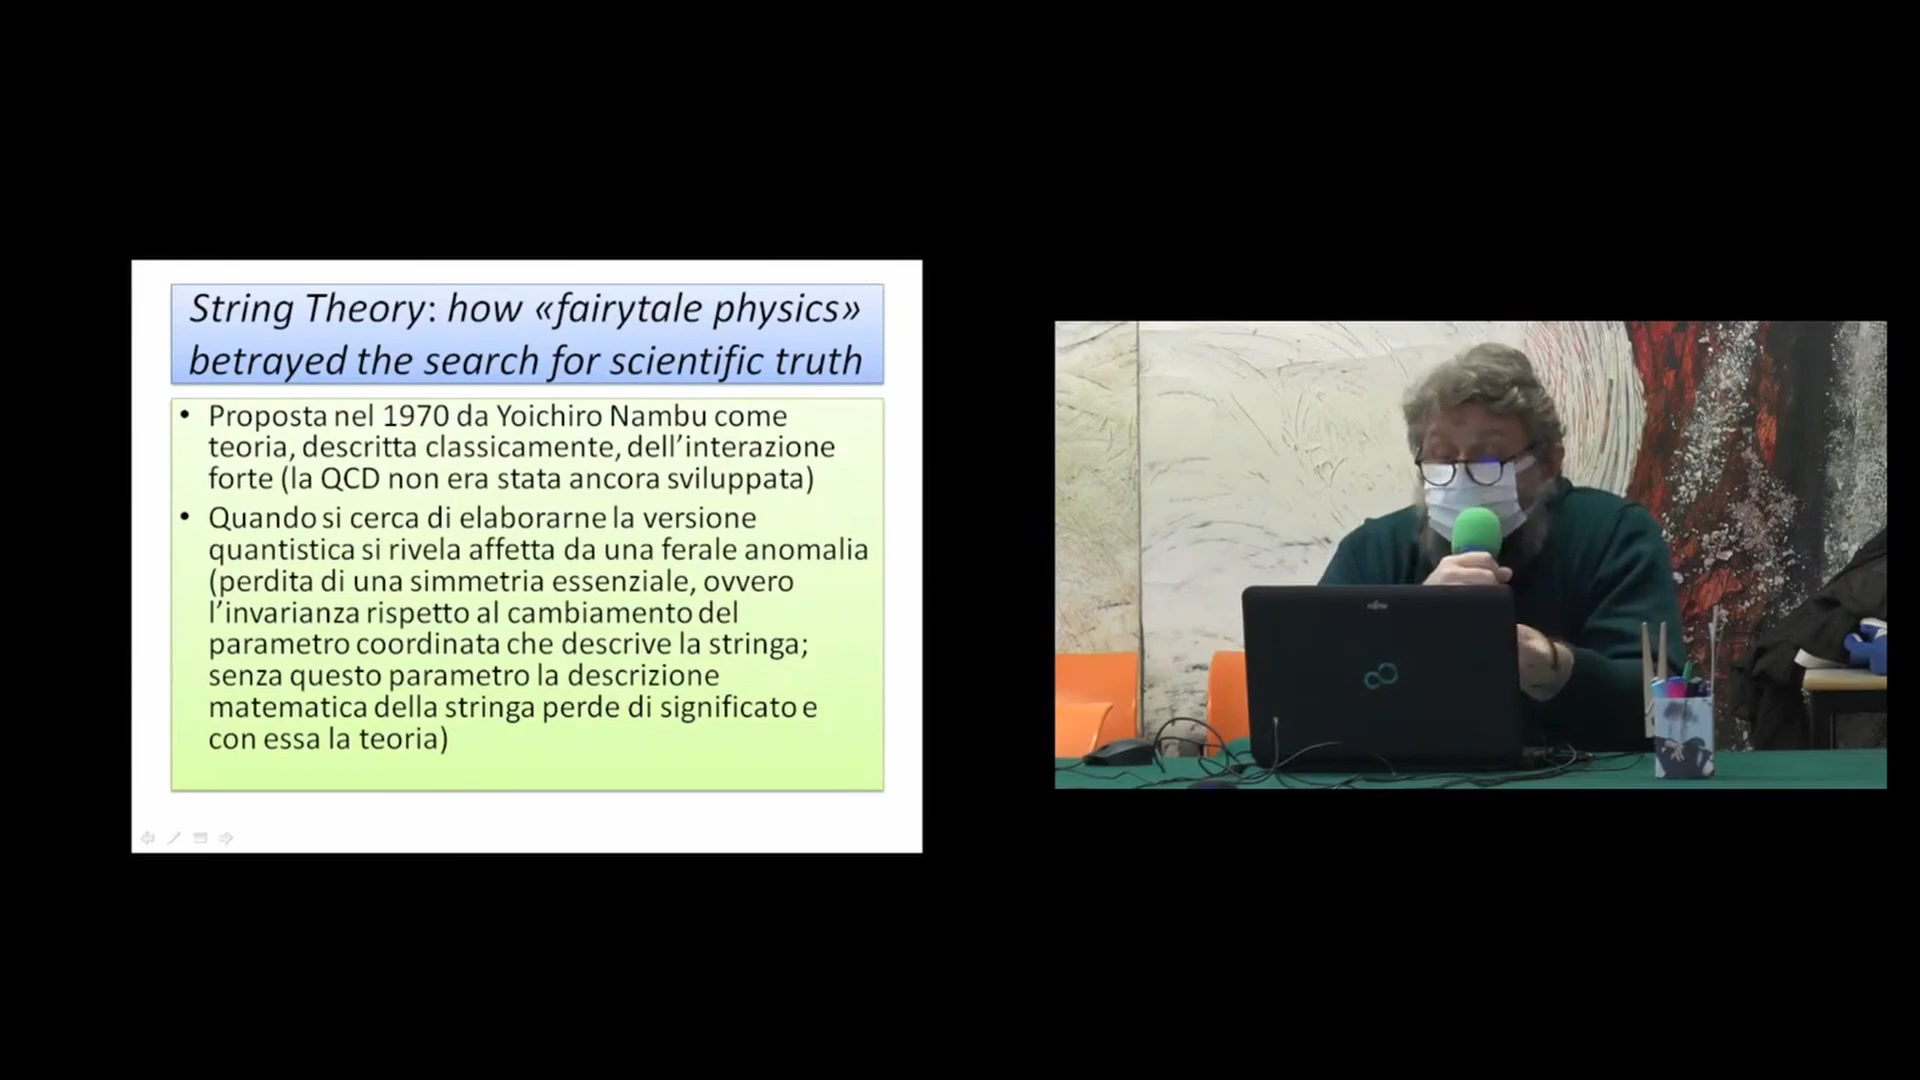 String Theory: how «fairytale physics»
betrayed the search for scientific truth
• Proposta nel 1970 da Yoichiro Nambu come
teoria, descritta classicamente, dell’interazione
forte (la QCD non era stata ancora sviluppata)
• Quando si cerca di elaborarne la versione
quantistica si rivela affetta da una ferale anomalia
(perdita di una simmetria essenziale, ovvero
l’invarianza rispetto al cambiamento del
parametro coordinata che descrive la stringa;
senza questo parametro la descrizione
matematica della stringa perde di significato e
con essa la teoria)
FUJITSU